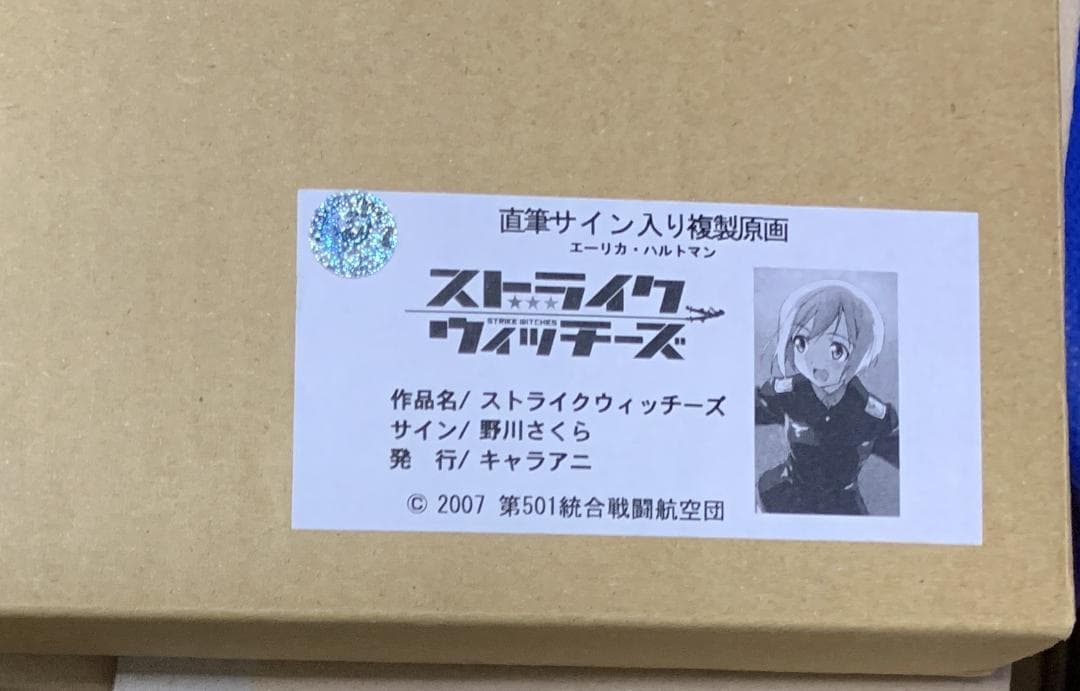 直筆サイン入り複製原画
エーリカ・ハルトマン
ストライク
STRIKE WITCHES
ウィッチーズ
作品名/ ストライクウィッチーズ
サイン/ 野川さくら
発　行/ キャラアニ
© 2007 第501統合戦闘航空団